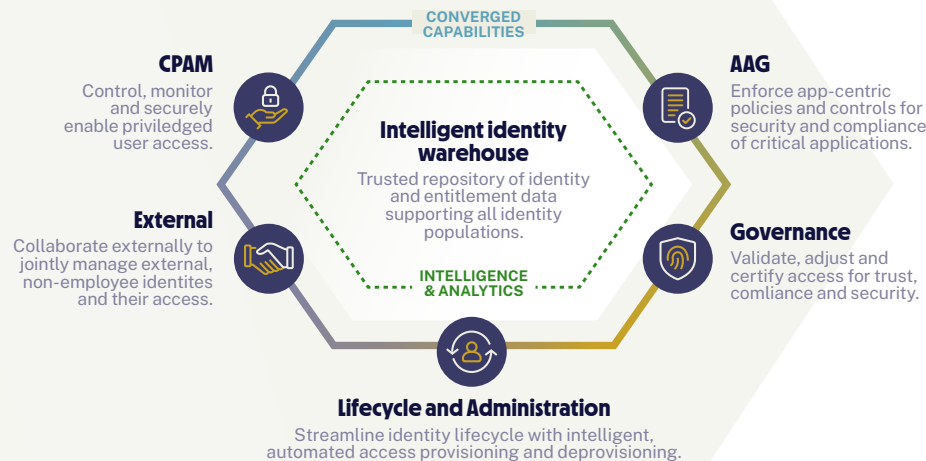 CONVERGED
CAPABILITIES
CPAM
Control, monitor
and securely
enable priviledged
user access.
AAG
Enforce app-centric
policies and controls for
security and compliance
of critical applications.
Intelligent identity
warehouse
Trusted repository of identity
and entitlement data
supporting all identity
populations.
External
Collaborate externally to
jointly manage external,
non-employee identites
and their access.
Governance
Validate, adjust and
certify access for trust,
comliance and security.
INTELLIGENCE
& ANALYTICS
Lifecycle and Administration
Streamline identity lifecycle with intelligent,
automated access provisioning and deprovisioning.